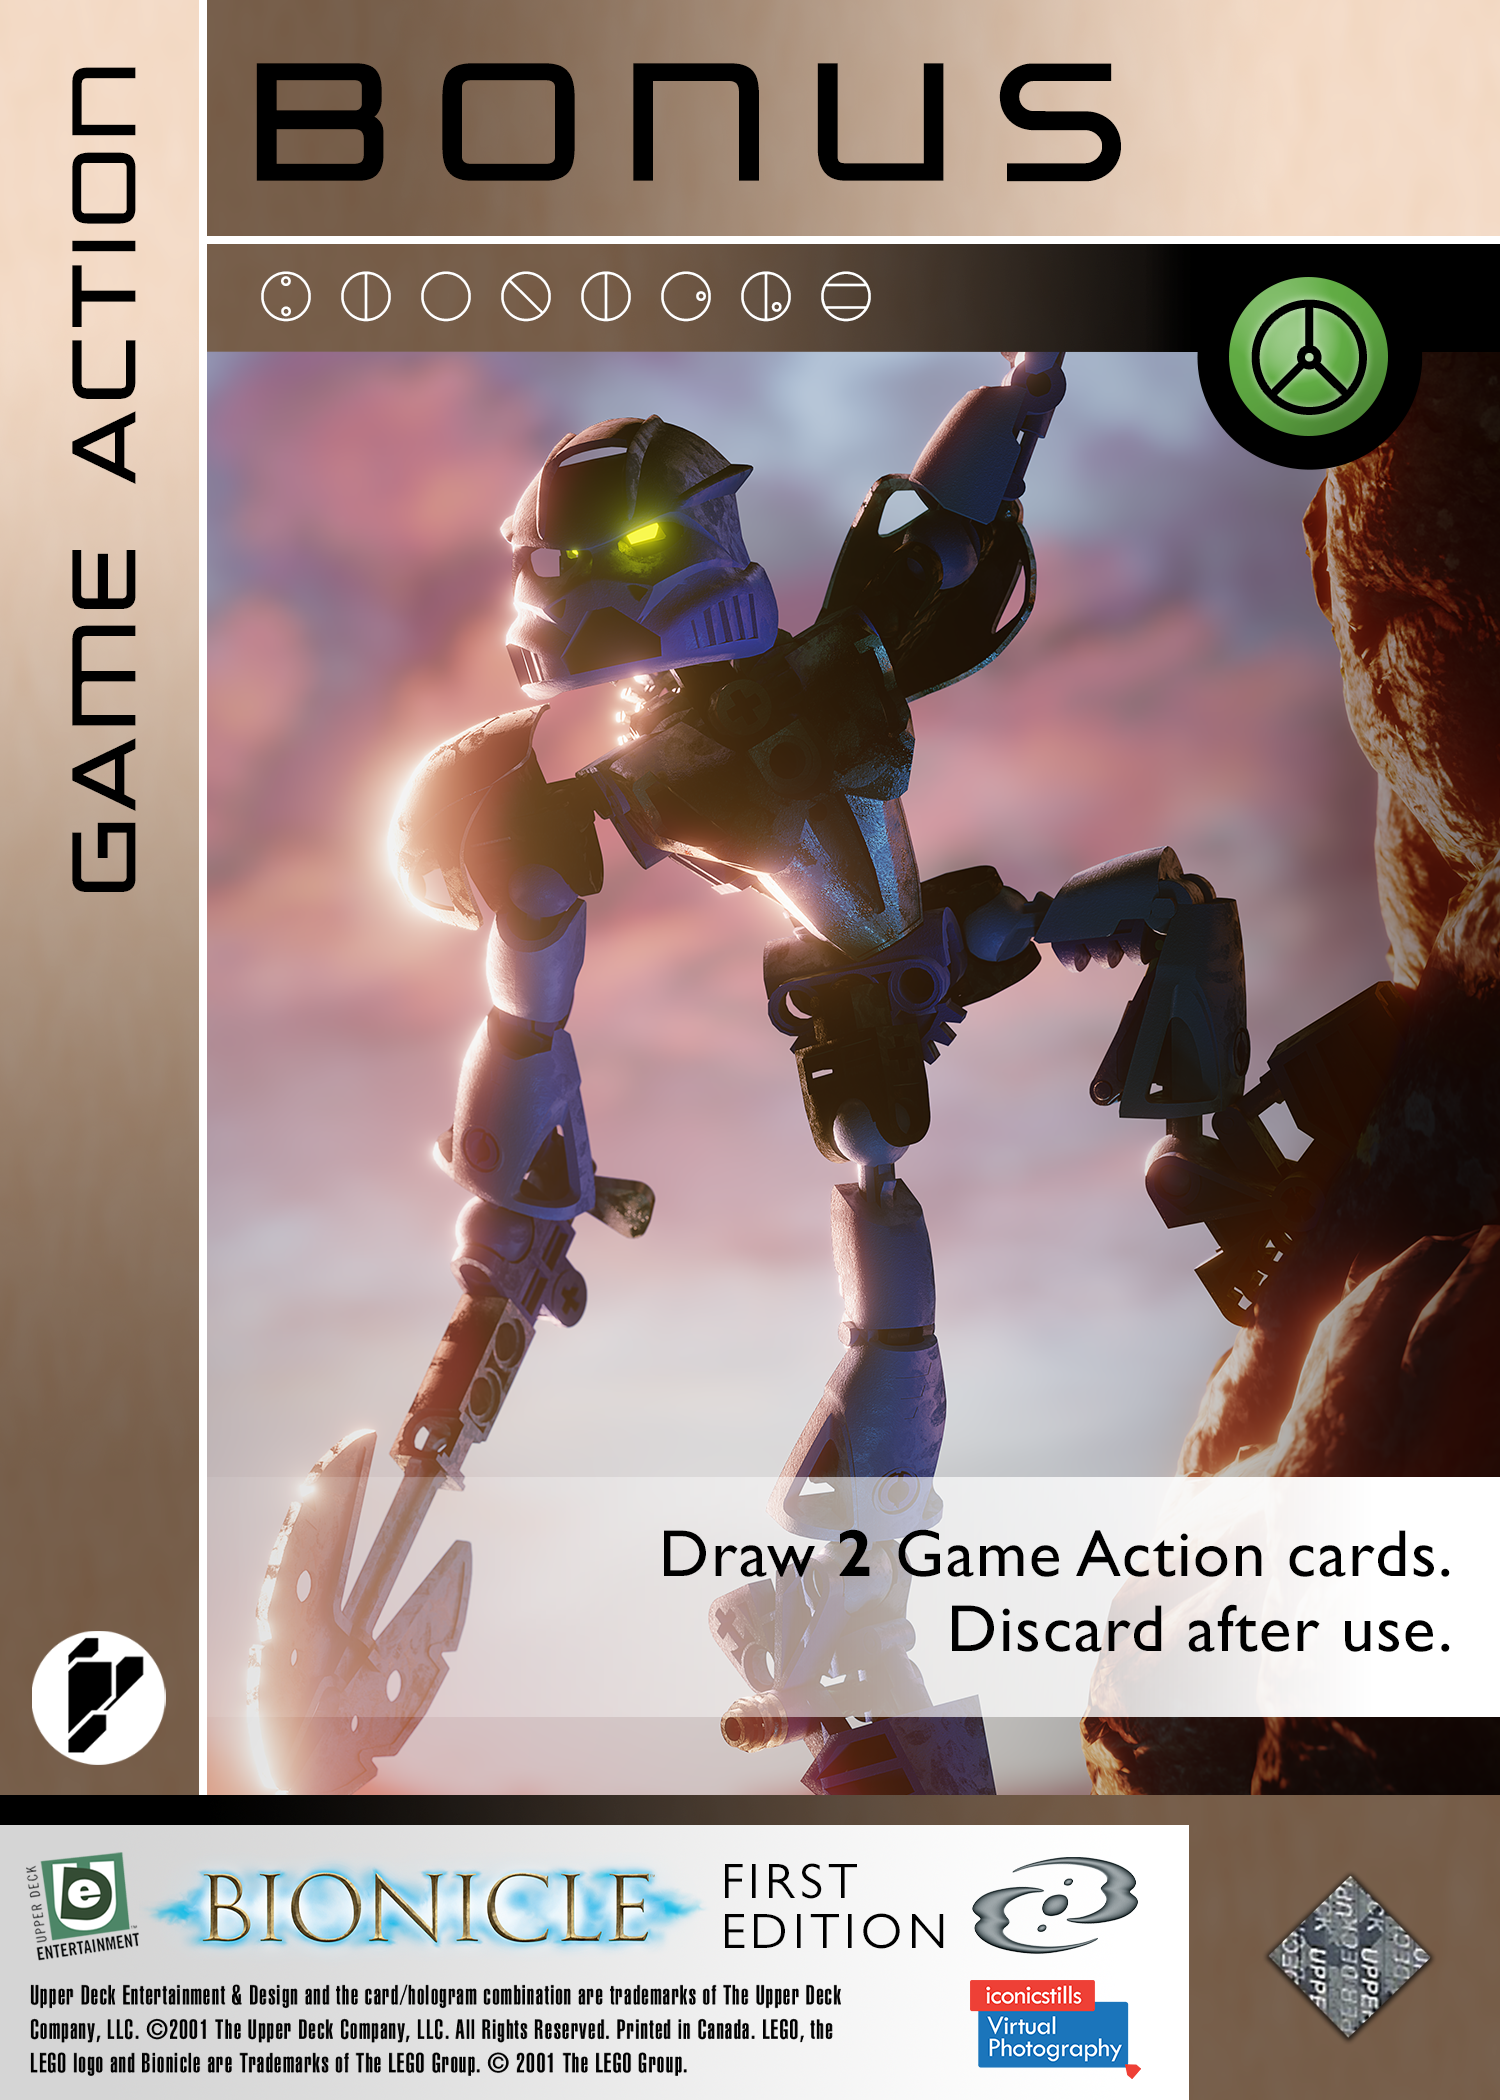 BONUS
GAME ACTION
Draw 2 Game Action cards.
Discard after use.
UPPER DECK
e
ENTERTAINMENT
BIONICLE
FIRST
EDITION
iconicstills
Virtual
Photography
Upper Deck Entertainment & Design and the card/hologram combination are trademarks of The Upper Deck
Company, LLC. ©2001 The Upper Deck Company, LLC. All Rights Reserved. Printed in Canada. LEGO, the
LEGO logo and Bionicle are Trademarks of The LEGO Group. © 2001 The LEGO Group.